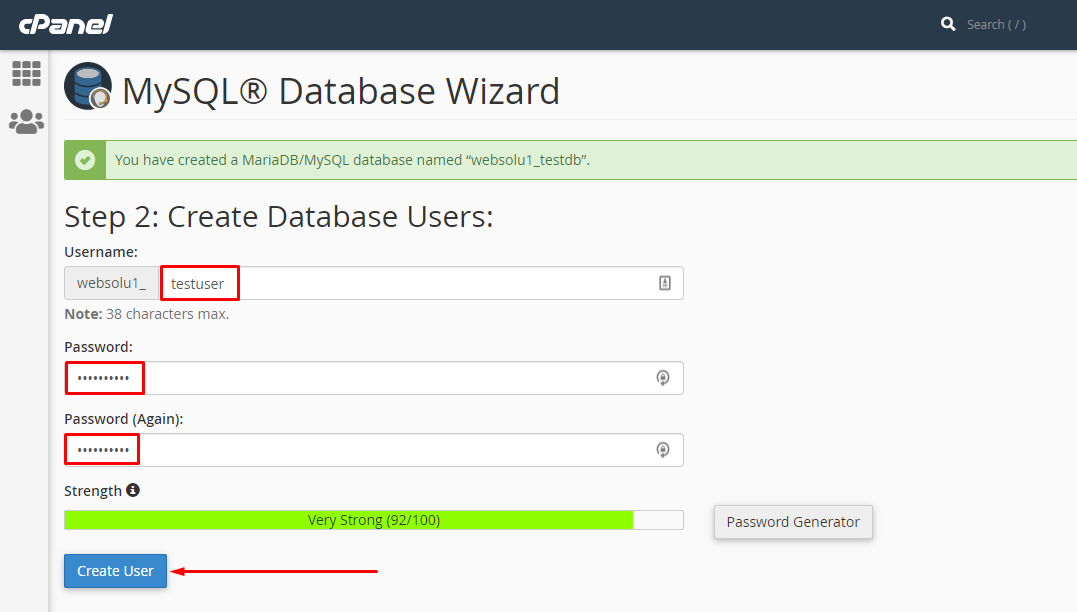 cPanel
Search ( / )
MySQL® Database Wizard
You have created a MariaDB/MySQL database named “websolu1_testdb”.
Step 2: Create Database Users:
Username:
websolu1_ testuser
Note: 38 characters max.
Password:
••••••••••
Password (Again):
••••••••••
Strength
Very Strong (92/100)
Password Generator
Create User